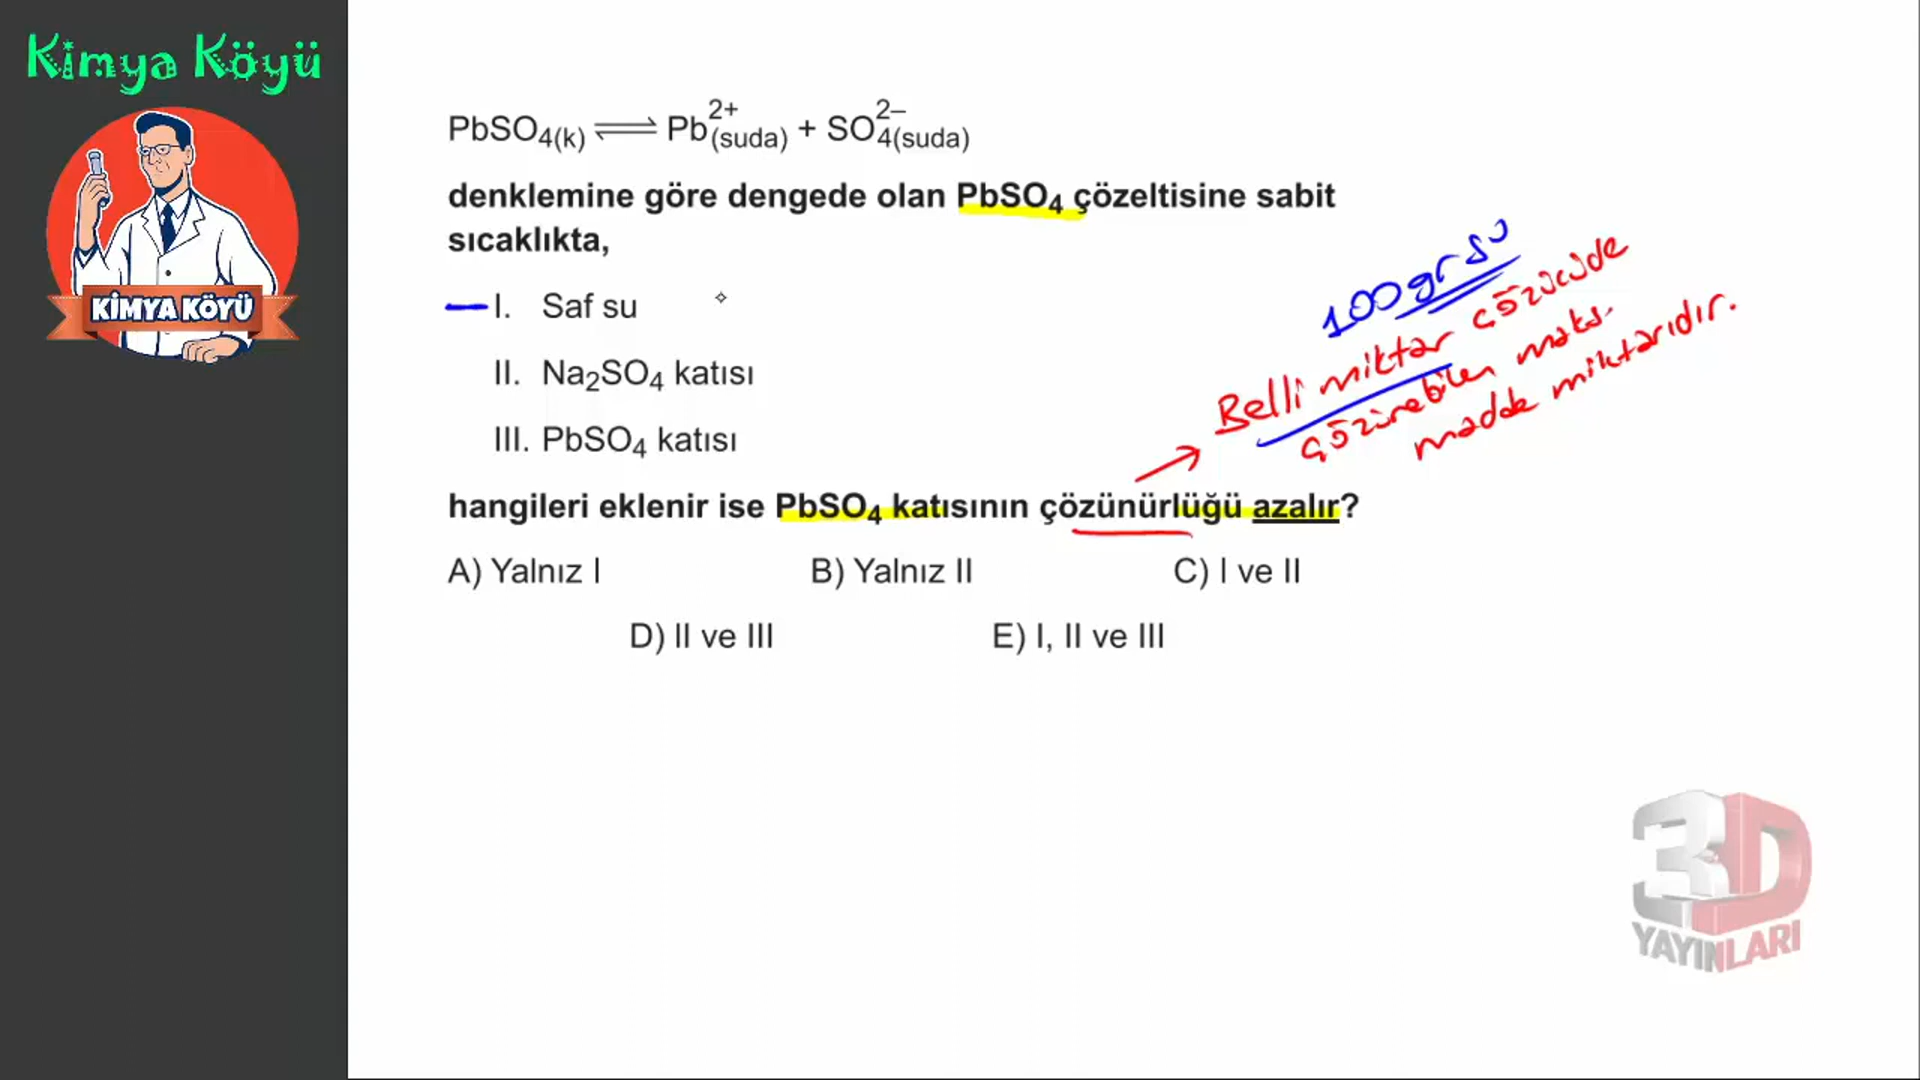 Kimya Köyü
KİMYA KÖYÜ
PbSO4(k) ⇌ Pb2+(suda) + SO42–4(suda)
denklemine göre dengede olan PbSO4 çözeltisine sabit
sıcaklıkta,
I. Saf su
II. Na2SO4 katısı
III. PbSO4 katısı
100gr su
Belli miktar çözücüde
çözünebilen maks.
madde miktarıdır.
hangileri eklenir ise PbSO4 katısının çözünürlüğü azalır?
A) Yalnız I B) Yalnız II C) I ve II
D) II ve III E) I, II ve III
3D
YAYINLARI